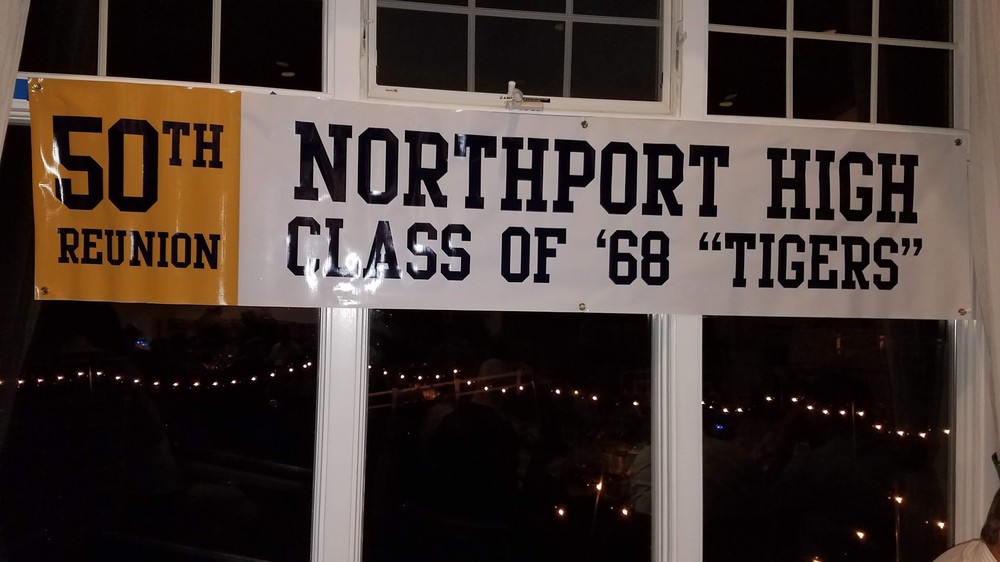 50TH
REUNION
NORTHPORT HIGH
CLASS OF ‘68 “TIGERS”